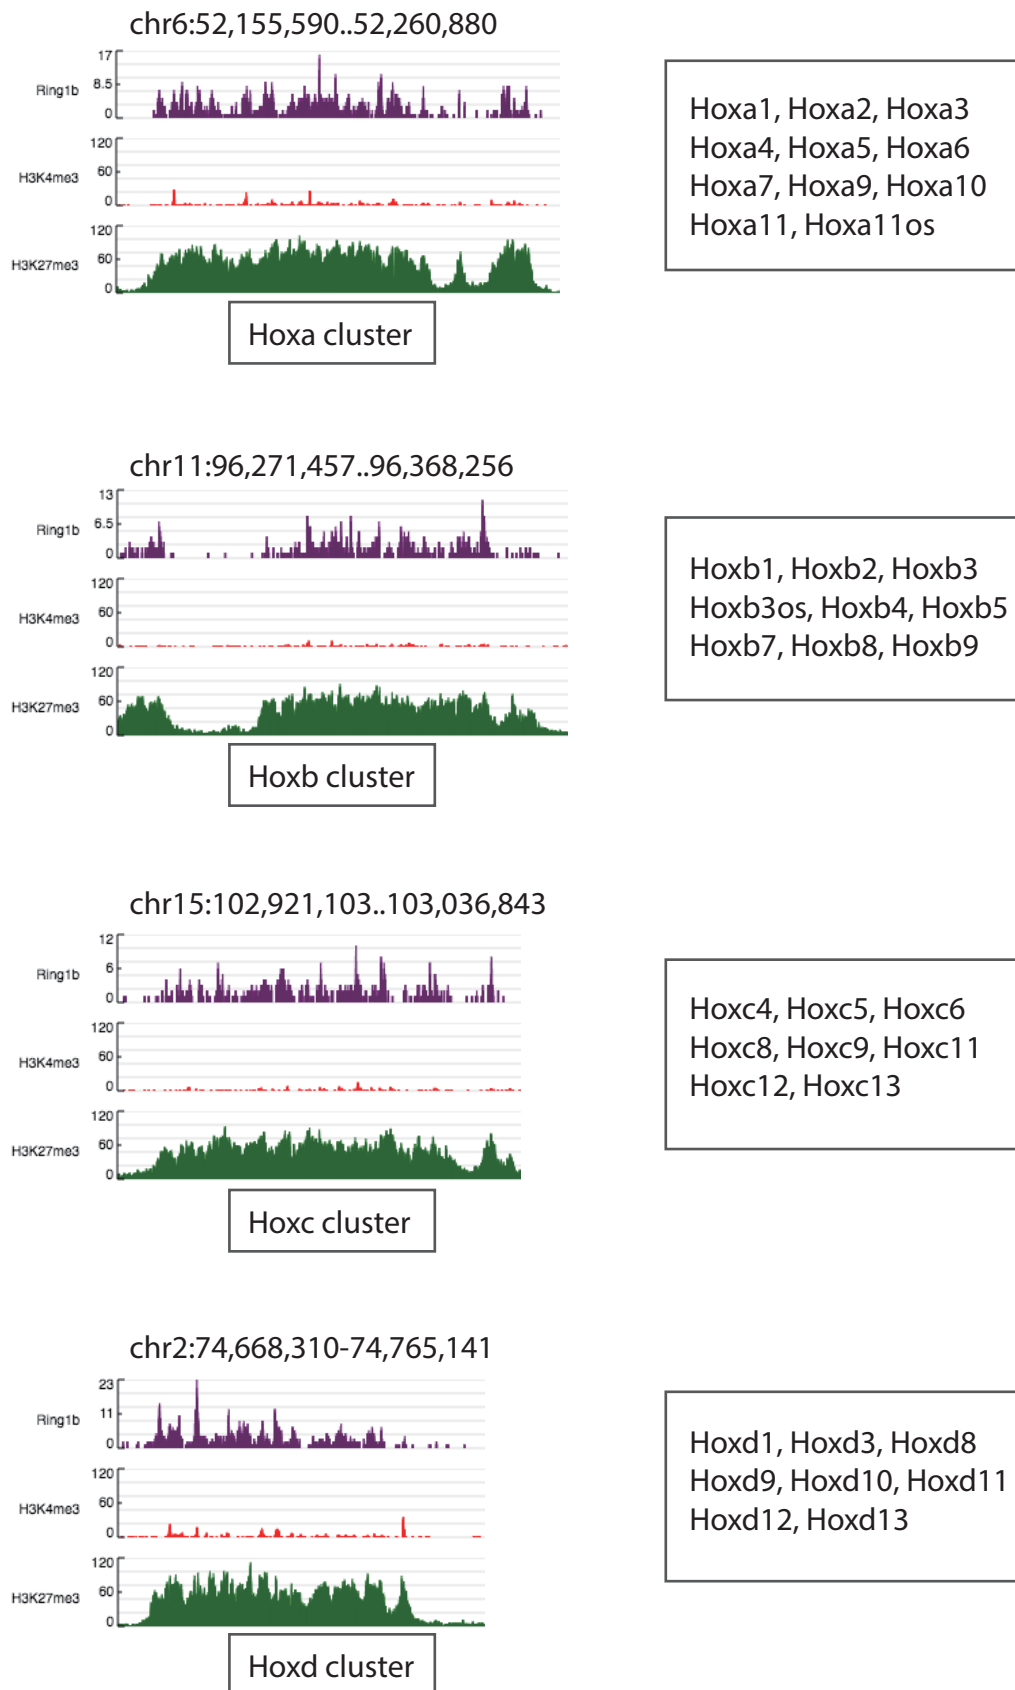 chr6:52,155,590..52,260,880
17
8.5
0
Ring1b
120
60
0
H3K4me3
120
60
0
H3K27me3
Hoxa cluster
Hoxa1, Hoxa2, Hoxa3
Hoxa4, Hoxa5, Hoxa6
Hoxa7, Hoxa9, Hoxa10
Hoxa11, Hoxa11os
chr11:96,271,457..96,368,256
13
6.5
0
Ring1b
120
60
0
H3K4me3
120
60
0
H3K27me3
Hoxb cluster
Hoxb1, Hoxb2, Hoxb3
Hoxb3os, Hoxb4, Hoxb5
Hoxb7, Hoxb8, Hoxb9
chr15:102,921,103..103,036,843
12
6
0
Ring1b
120
60
0
H3K4me3
120
60
0
H3K27me3
Hoxc cluster
Hoxc4, Hoxc5, Hoxc6
Hoxc8, Hoxc9, Hoxc11
Hoxc12, Hoxc13
chr2:74,668,310-74,765,141
23
11
0
Ring1b
120
60
0
H3K4me3
120
60
0
H3K27me3
Hoxd cluster
Hoxd1, Hoxd3, Hoxd8
Hoxd9, Hoxd10, Hoxd11
Hoxd12, Hoxd13